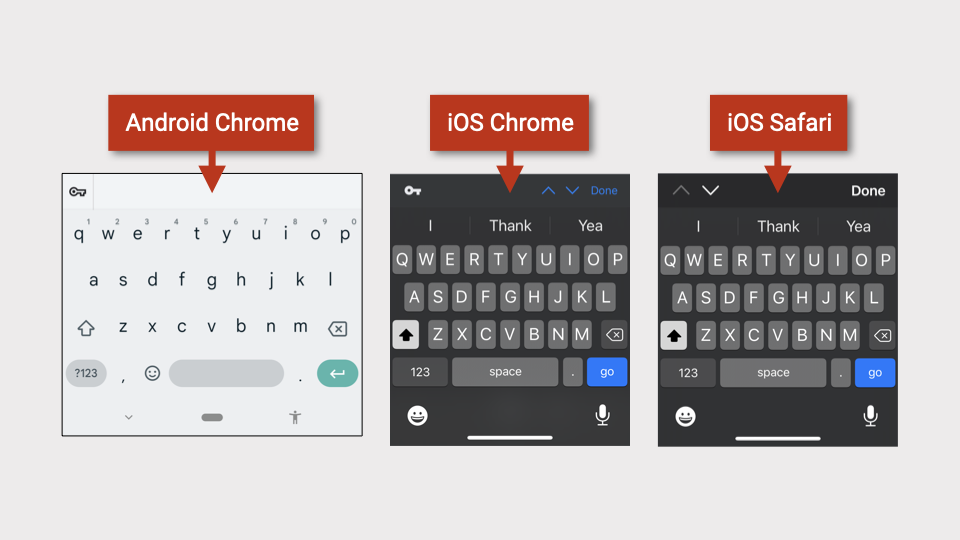 Android Chrome
iOS Chrome
iOS Safari
1 2 3 4 5 6 7 8 9 0
q w e r t y u i o p
a s d f g h j k l
z x c v b n m
?123 , .
Done
I Thank Yea
Q W E R T Y U I O P
A S D F G H J K L
Z X C V B N M
123 space . go
Done
I Thank Yea
Q W E R T Y U I O P
A S D F G H J K L
Z X C V B N M
123 space . go